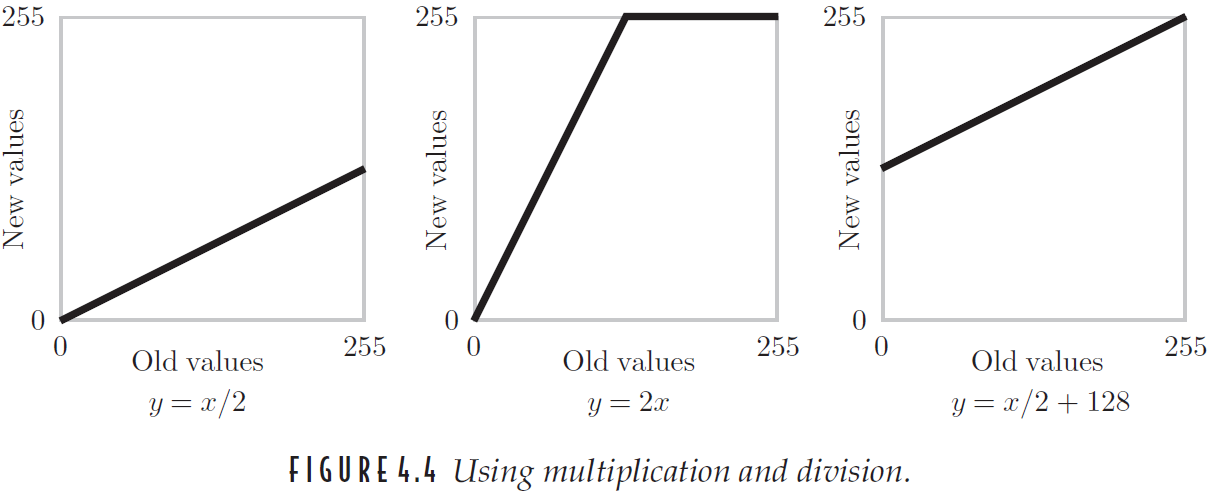 255
New values
0
0
255
Old values
y = x/2
255
New values
0
0
255
Old values
y = 2x
255
New values
0
0
255
Old values
y = x/2 + 128
FIGURE 4.4 Using multiplication and division.